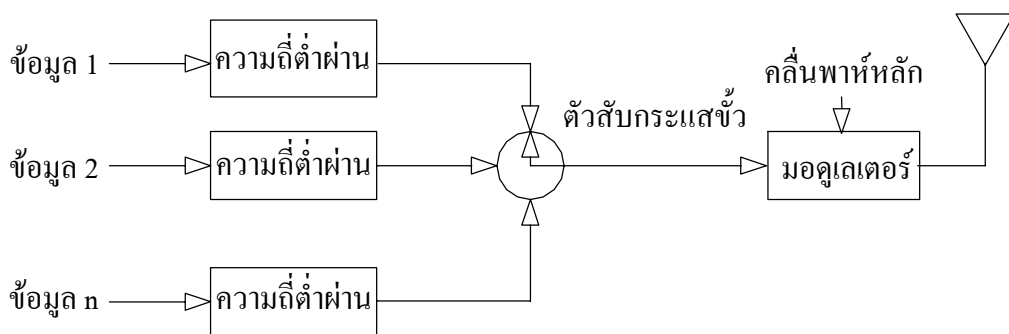 ข้อมูล 1
ความถี่ต่ำผ่าน
คลื่นพาห์หลัก
ตัวสับกระแสขั้ว
ข้อมูล 2
ความถี่ต่ำผ่าน
มอดูเลเตอร์
ข้อมูล n
ความถี่ต่ำผ่าน